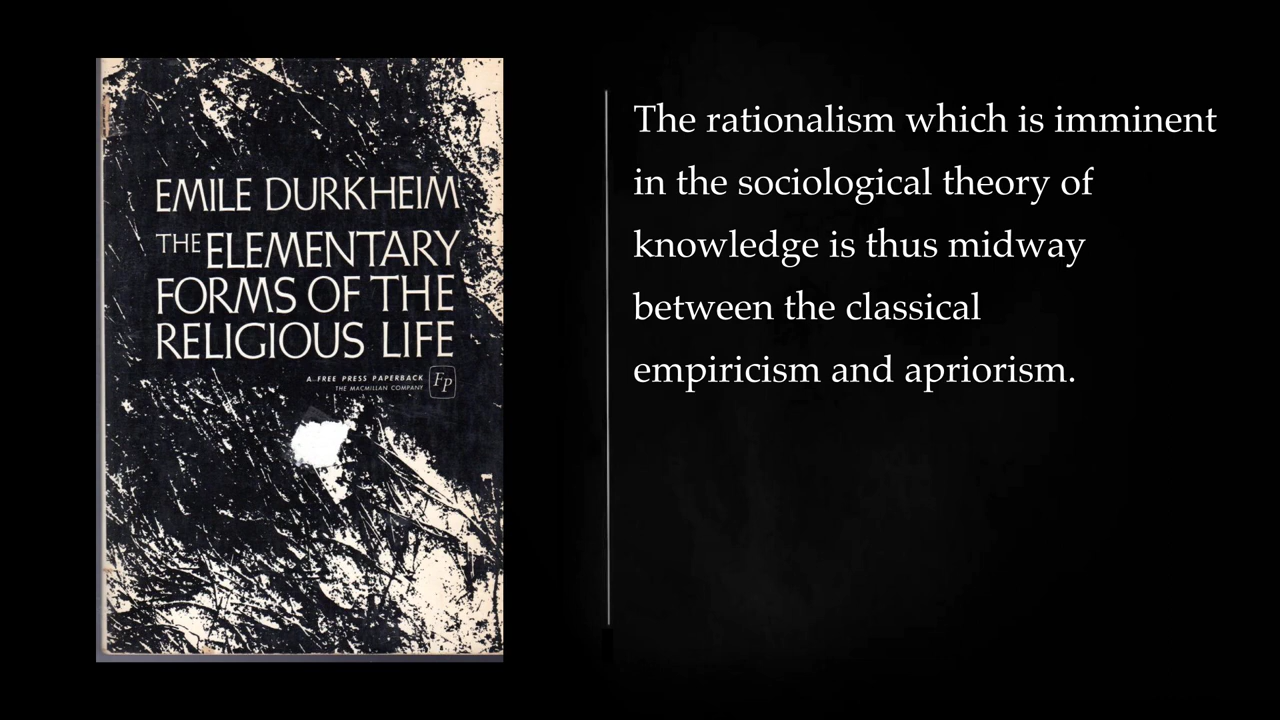 EMILE DURKHEIM
THE ELEMENTARY
FORMS OF THE
RELIGIOUS LIFE
A FREE PRESS PAPERBACK
THE MACMILLAN COMPANY
FP
The rationalism which is imminent
in the sociological theory of
knowledge is thus midway
between the classical
empiricism and apriorism.